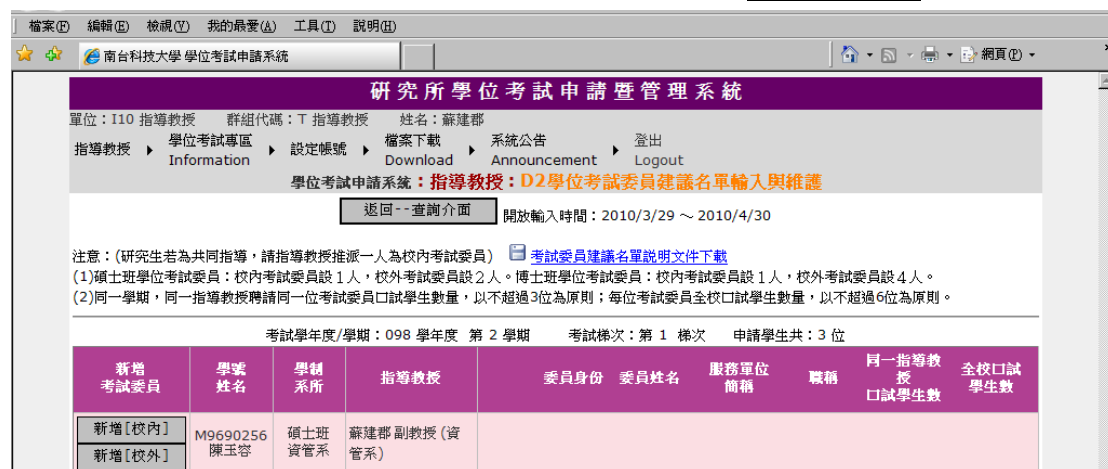 檔案(F) 編輯(E) 檢視(V) 我的最愛(A) 工具(T) 說明(H)
南台科技大學 學位考試申請系統 網頁(P)
研究所學位考試申請暨管理系統
單位：I10 指導教授 群組代碼：T 指導教授 姓名：蘇建郡
指導教授 學位考試專區 設定帳號 檔案下載 系統公告 登出
Information Download Announcement Logout
學位考試申請系統：指導教授：D2學位考試委員建議名單輸入與維護
返回--查詢介面 開放輸入時間：2010/3/29 ～ 2010/4/30
注意：(研究生若為共同指導，請指導教授推派一人為校內考試委員) 考試委員建議名單說明文件下載
(1)碩士班學位考試委員：校內考試委員設１人，校外考試委員設２人。博士班學位考試委員：校內考試委員設１人，校外考試委員設４人。
(2)同一學期，同一指導教授聘請同一位考試委員口試學生數量，以不超過3位為原則；每位考試委員全校口試學生數量，以不超過6位為原則。
考試學年度/學期：098 學年度 第 2 學期 考試梯次：第 1 梯次 申請學生共：3 位
新增 學號 學制 指導教授 委員身份 委員姓名 服務單位 職稱 同一指導教 全校口試
考試委員 姓名 系所 簡稱 授 學生數
口試學生數
新增[校內] M9690256 碩士班 蘇建郡 副教授 (資
新增[校外] 陳玉容 資管系 管系)